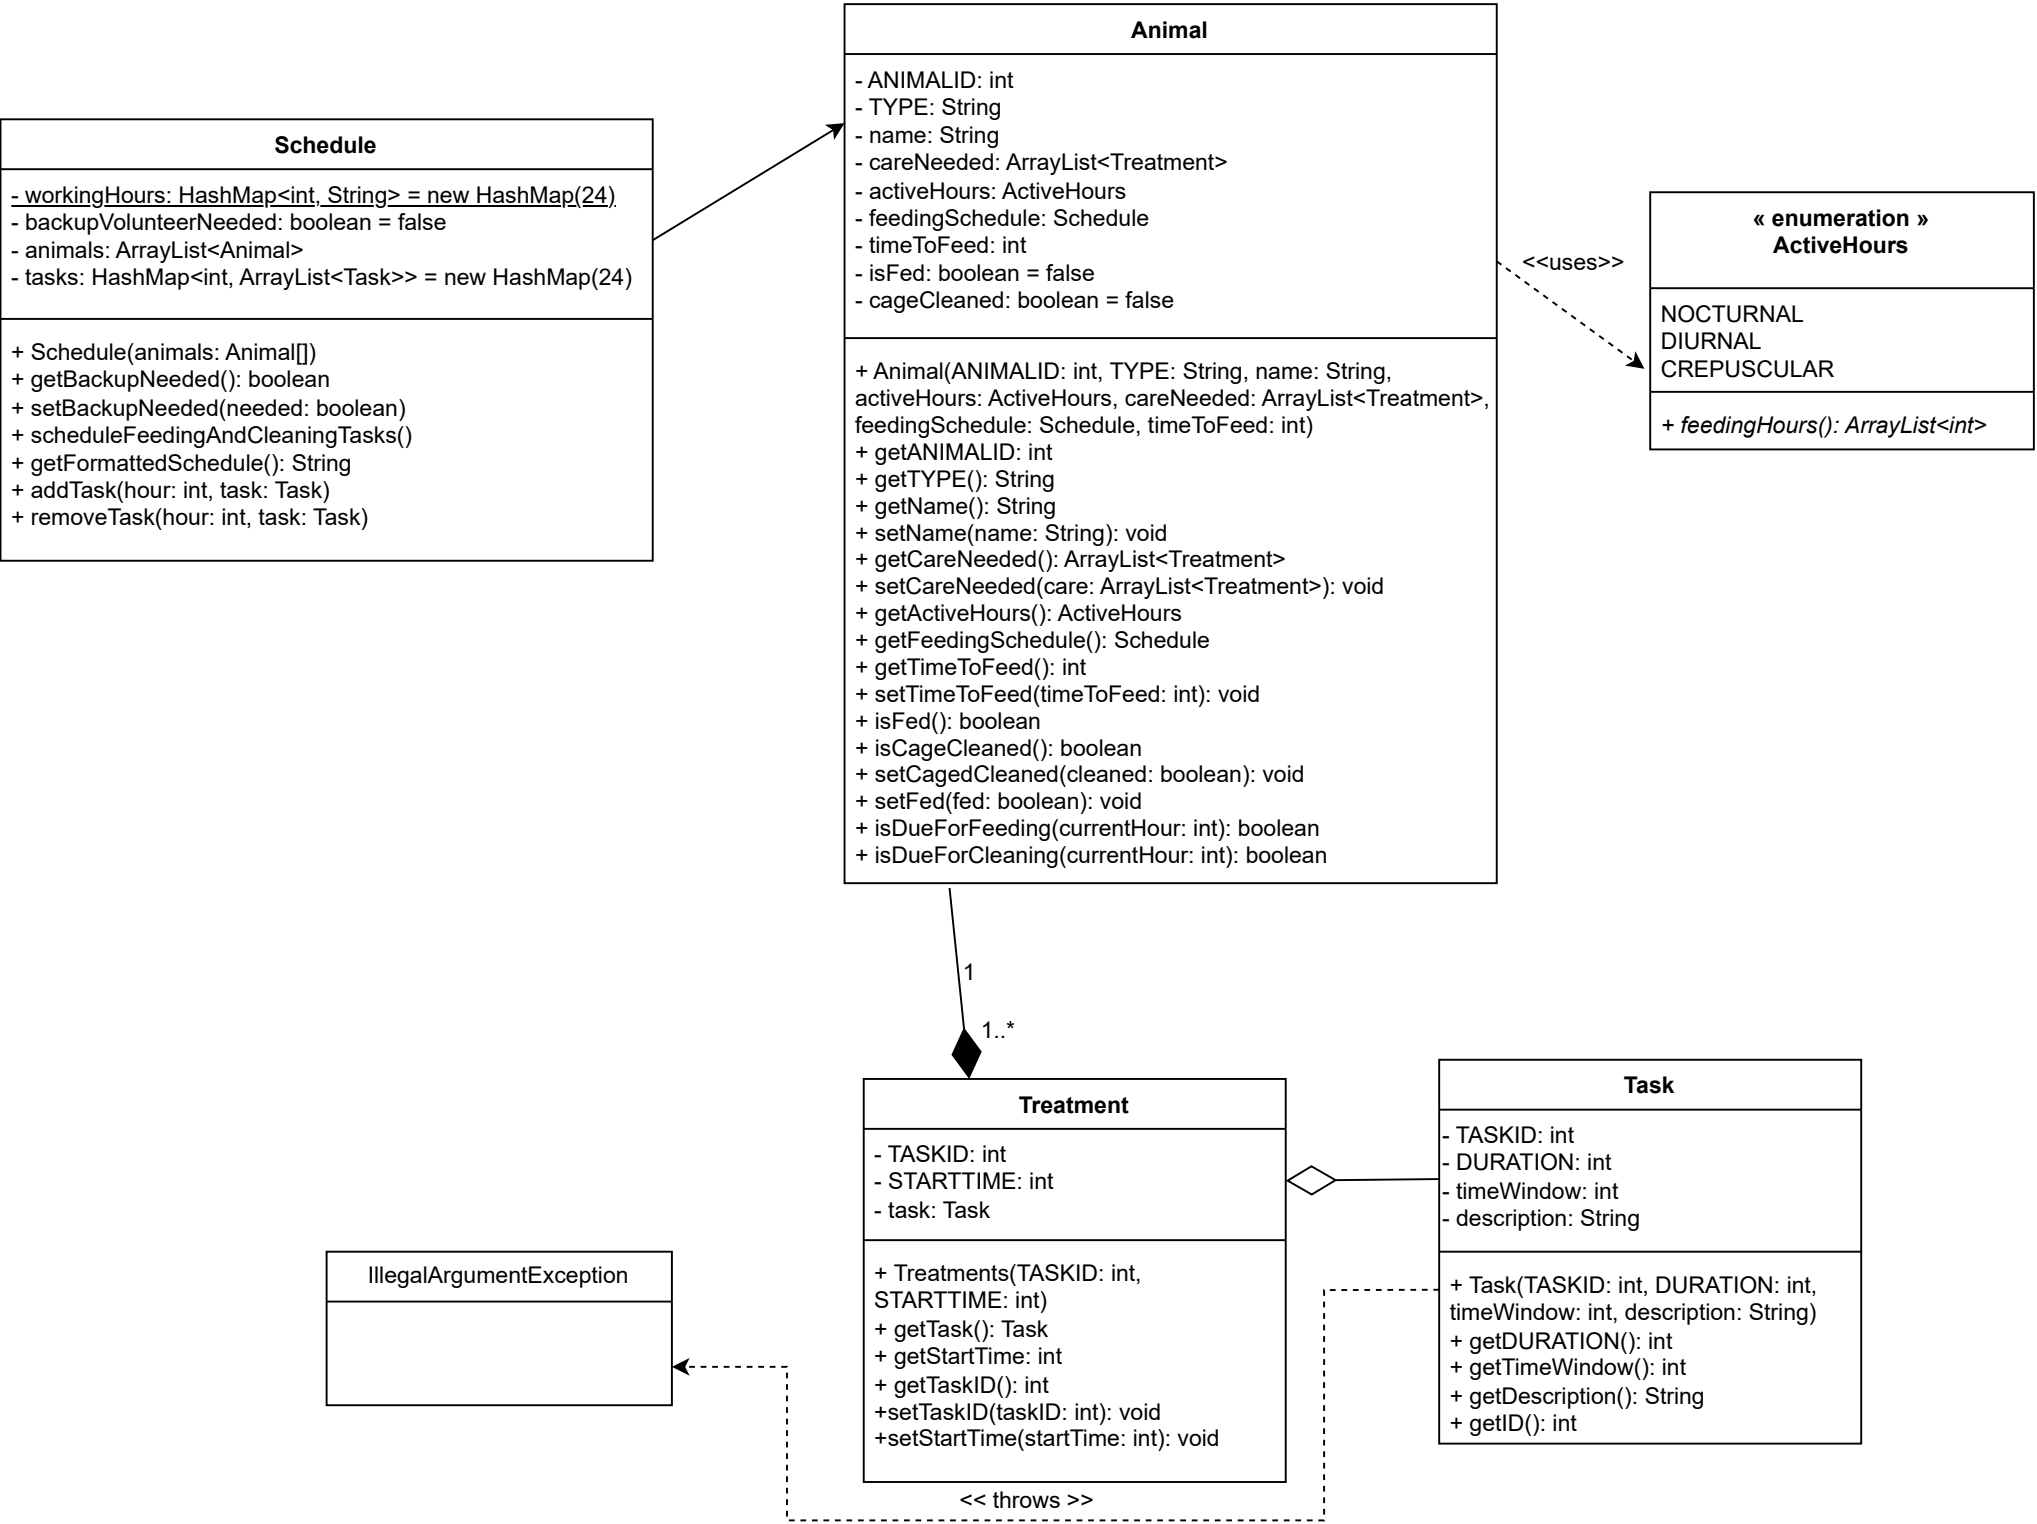 Animal
- ANIMALID: int
- TYPE: String
- name: String
- careNeeded: ArrayList<Treatment>
- activeHours: ActiveHours
- feedingSchedule: Schedule
- timeToFeed: int
- isFed: boolean = false
- cageCleaned: boolean = false
+ Animal(ANIMALID: int, TYPE: String, name: String,
activeHours: ActiveHours, careNeeded: ArrayList<Treatment>,
feedingSchedule: Schedule, timeToFeed: int)
+ getANIMALID: int
+ getTYPE(): String
+ getName(): String
+ setName(name: String): void
+ getCareNeeded(): ArrayList<Treatment>
+ setCareNeeded(care: ArrayList<Treatment>): void
+ getActiveHours(): ActiveHours
+ getFeedingSchedule(): Schedule
+ getTimeToFeed(): int
+ setTimeToFeed(timeToFeed: int): void
+ isFed(): boolean
+ isCageCleaned(): boolean
+ setCagedCleaned(cleaned: boolean): void
+ setFed(fed: boolean): void
+ isDueForFeeding(currentHour: int): boolean
+ isDueForCleaning(currentHour: int): boolean
Schedule
- workingHours: HashMap<int, String> = new HashMap(24)
- backupVolunteerNeeded: boolean = false
- animals: ArrayList<Animal>
- tasks: HashMap<int, ArrayList<Task>> = new HashMap(24)
+ Schedule(animals: Animal[])
+ getBackupNeeded(): boolean
+ setBackupNeeded(needed: boolean)
+ scheduleFeedingAndCleaningTasks()
+ getFormattedSchedule(): String
+ addTask(hour: int, task: Task)
+ removeTask(hour: int, task: Task)
<<uses>>
« enumeration »
ActiveHours
NOCTURNAL
DIURNAL
CREPUSCULAR
+ feedingHours(): ArrayList<int>
1
1..*
Treatment
- TASKID: int
- STARTTIME: int
- task: Task
+ Treatments(TASKID: int,
STARTTIME: int)
+ getTask(): Task
+ getStartTime: int
+ getTaskID(): int
+setTaskID(taskID: int): void
+setStartTime(startTime: int): void
Task
- TASKID: int
- DURATION: int
- timeWindow: int
- description: String
+ Task(TASKID: int, DURATION: int,
timeWindow: int, description: String)
+ getDURATION(): int
+ getTimeWindow(): int
+ getDescription(): String
+ getID(): int
IllegalArgumentException
<< throws >>